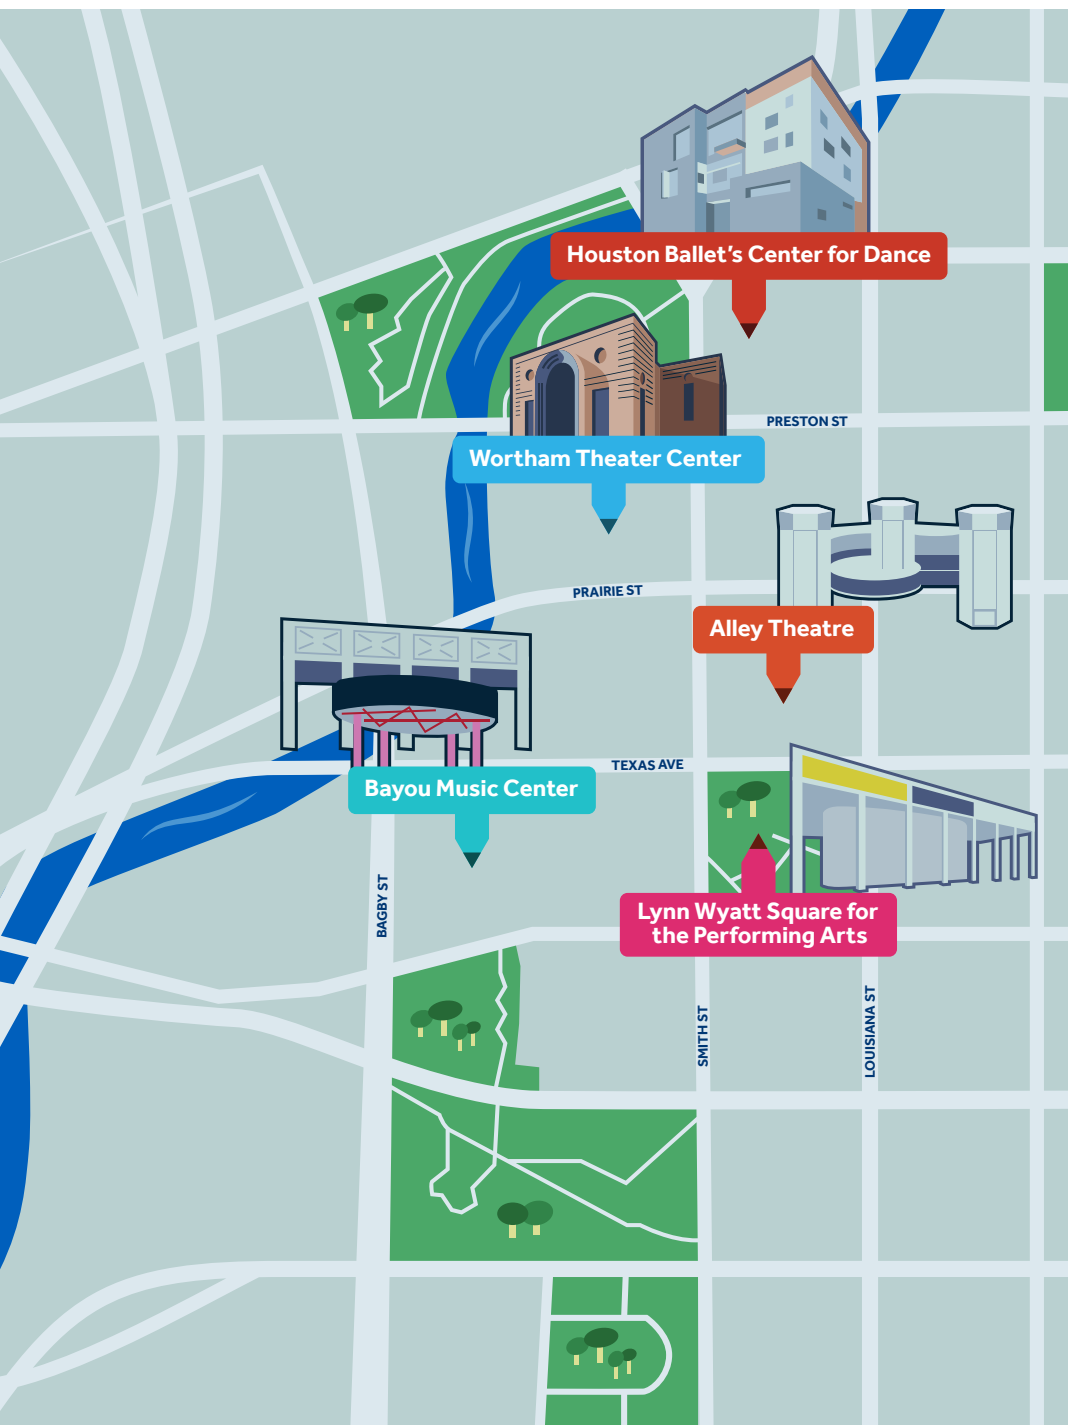 Houston Ballet’s Center for Dance
PRESTON ST
Wortham Theater Center
PRAIRIE ST
Alley Theatre
TEXAS AVE
Bayou Music Center
BAGBY ST
Lynn Wyatt Square for
the Performing Arts
SMITH ST
LOUISIANA ST